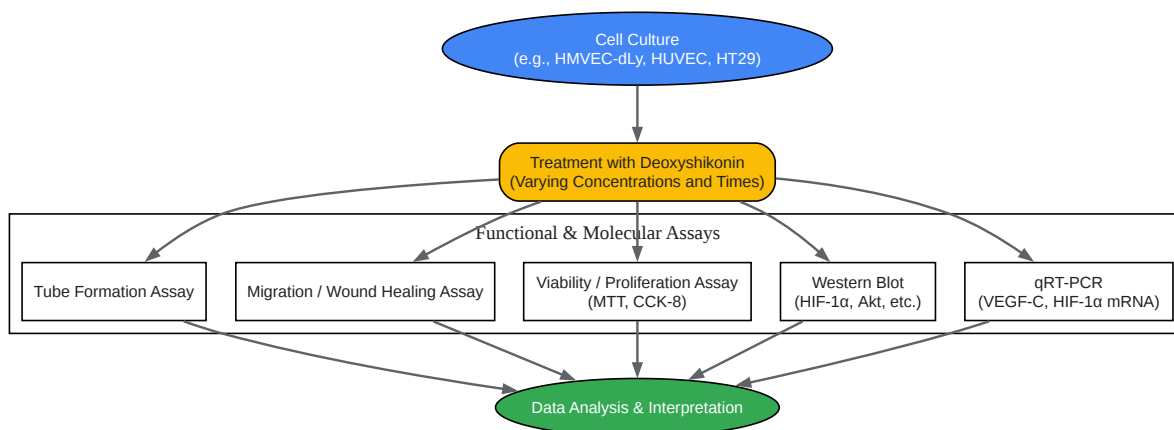 Cell Culture
(e.g., HMVEC-dLy, HUVEC, HT29)
Treatment with Deoxyshikonin
(Varying Concentrations and Times)
Functional & Molecular Assays
Tube Formation Assay
Migration / Wound Healing Assay
Viability / Proliferation Assay
(MTT, CCK-8)
Western Blot
(HIF-1α, Akt, etc.)
qRT-PCR
(VEGF-C, HIF-1α mRNA)
Data Analysis & Interpretation